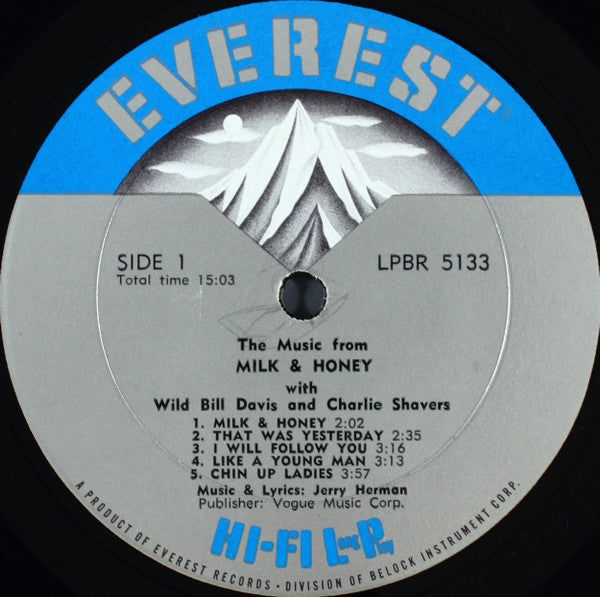 EVEREST®
SIDE 1
Total time 15:03
LPBR 5133
The Music from
MILK & HONEY
with
Wild Bill Davis and Charlie Shavers
1. MILK & HONEY 2:02
2. THAT WAS YESTERDAY 2:35
3. I WILL FOLLOW YOU 3:16
4. LIKE A YOUNG MAN 3:13
5. CHIN UP LADIES 3:57
Music & Lyrics: Jerry Herman
Publisher: Vogue Music Corp.
HI-FI Long Play
A PRODUCT OF EVEREST RECORDS • DIVISION OF BELOCK INSTRUMENT CORP.